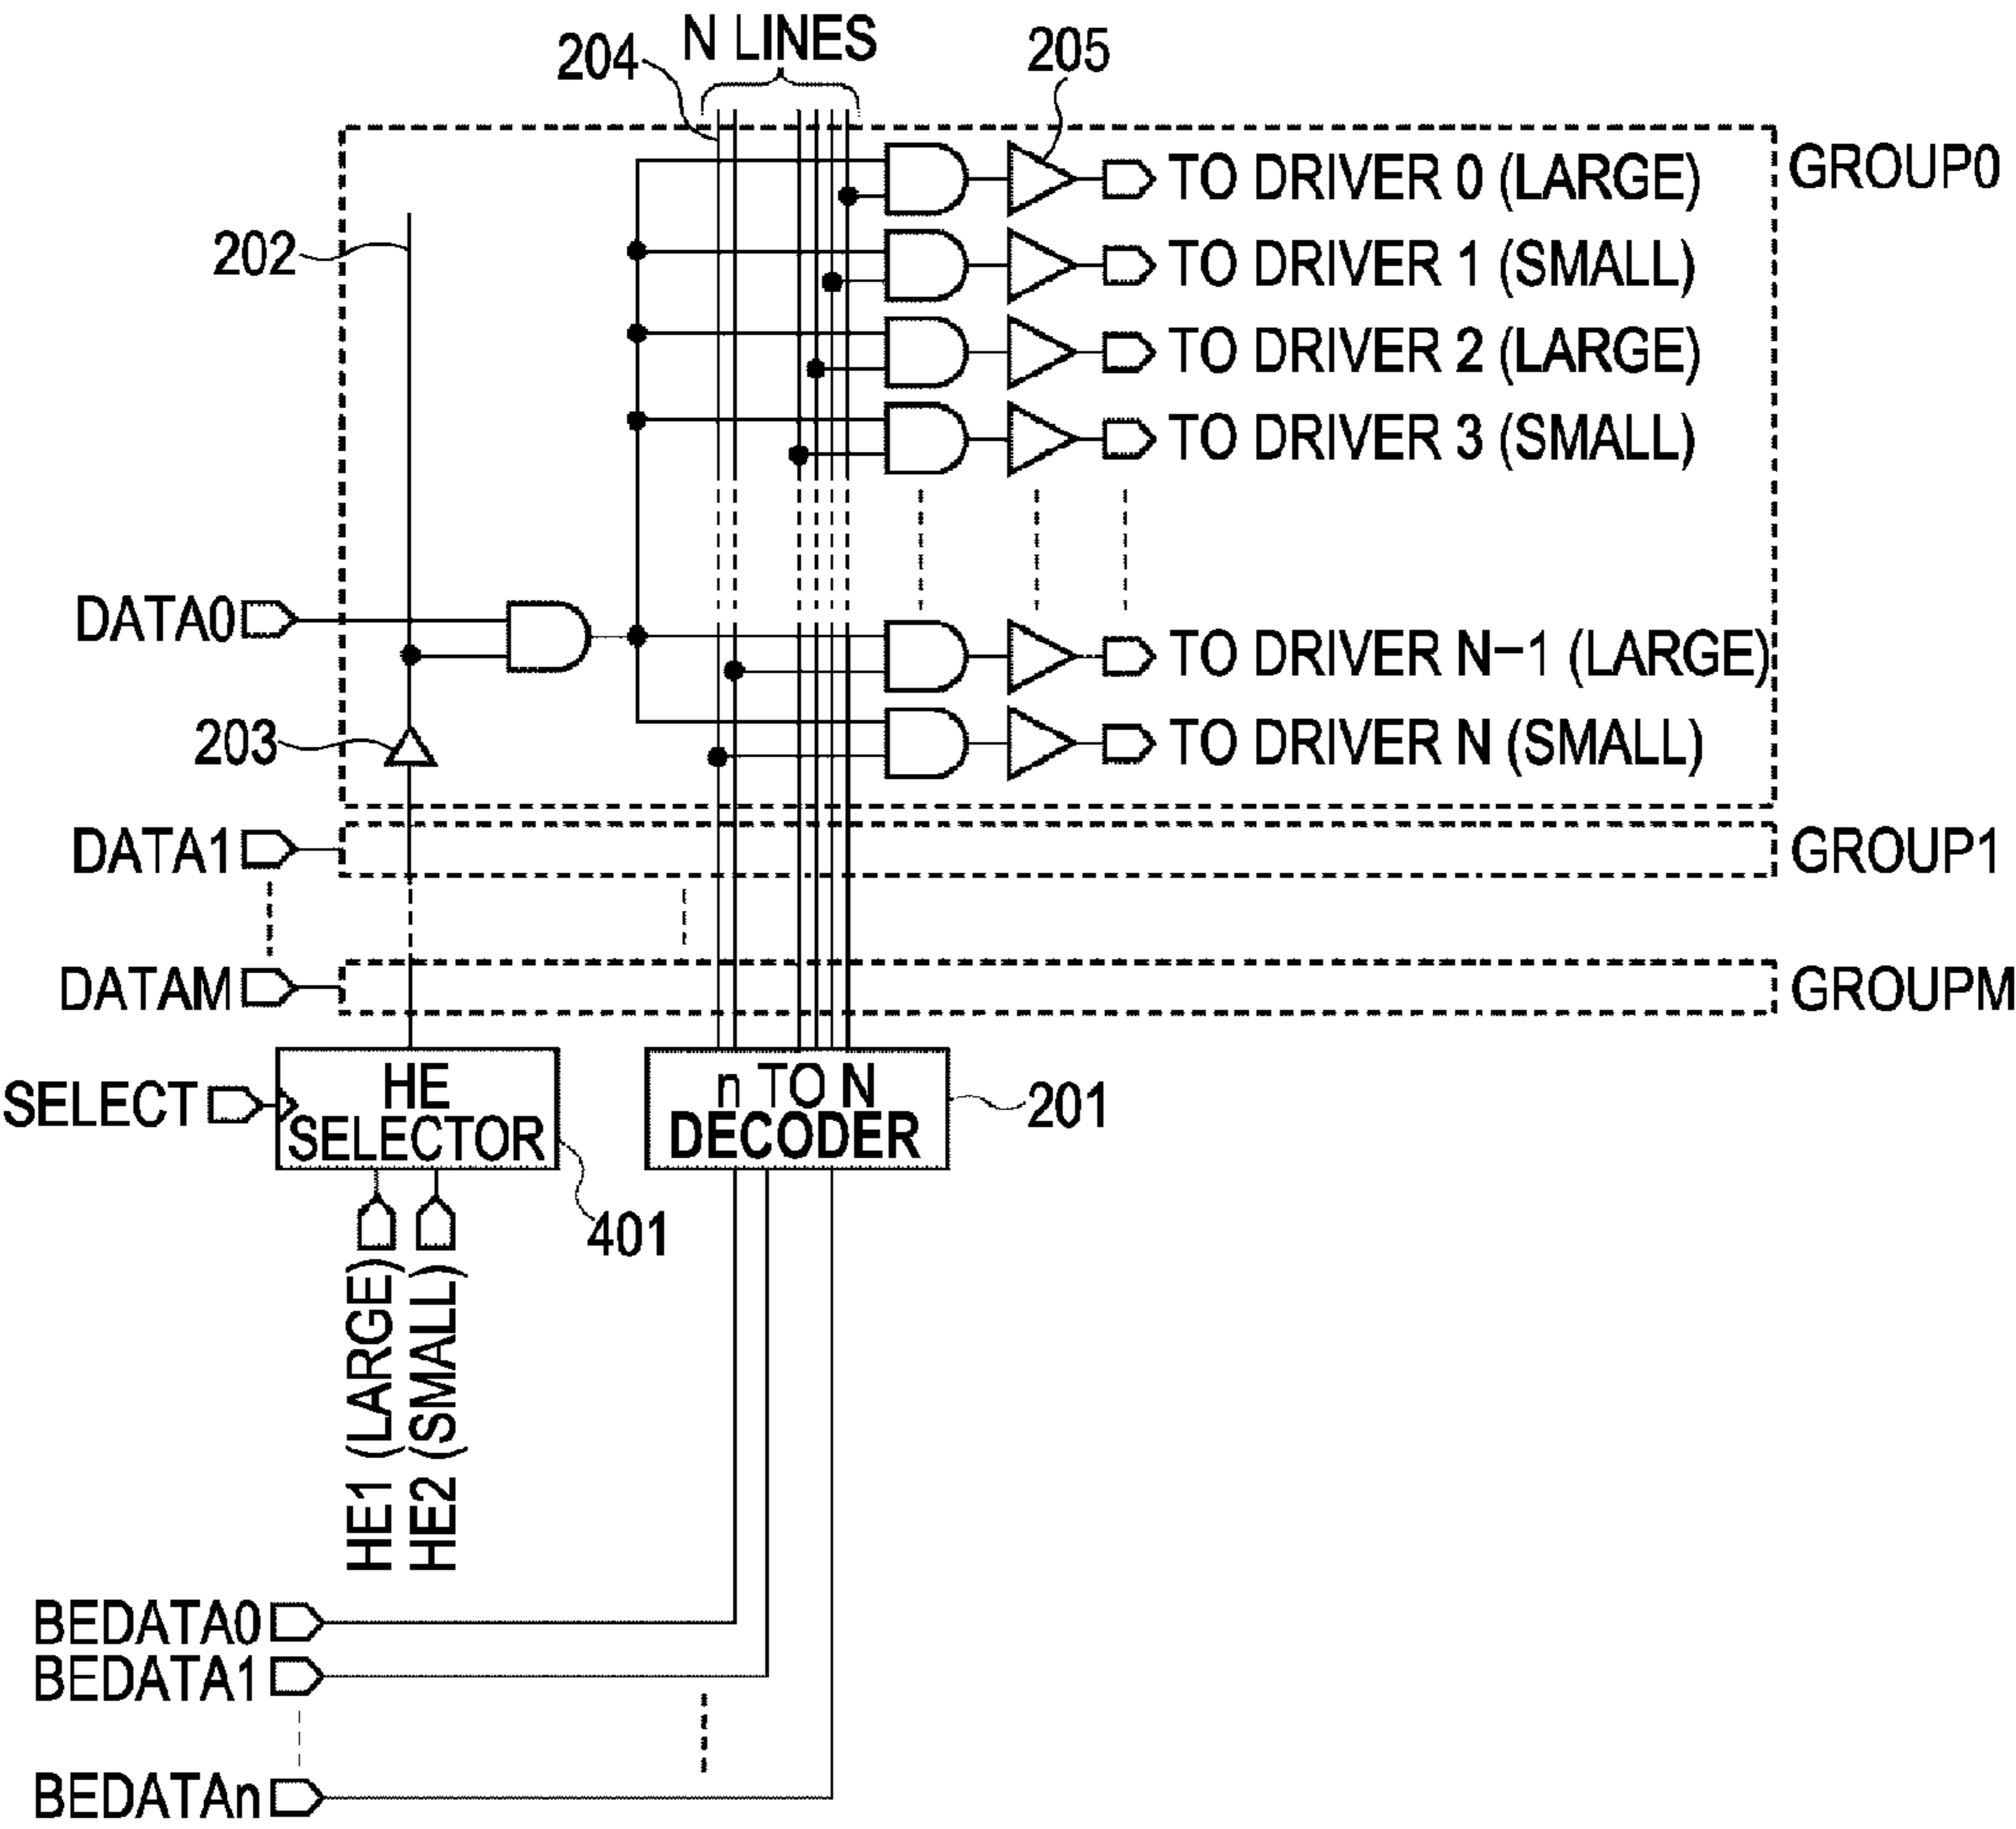 N LINES
204
205
TO DRIVER 0 (LARGE)
GROUP0
202
TO DRIVER 1 (SMALL)
TO DRIVER 2 (LARGE)
TO DRIVER 3 (SMALL)
DATA0
TO DRIVER N-1 (LARGE)
203
TO DRIVER N (SMALL)
DATA1
GROUP1
DATAM
GROUPM
SELECT
HE
SELECTOR
n TO N
DECODER
201
401
HE1 (LARGE)
HE2 (SMALL)
BEDATA0
BEDATA1
BEDATAn